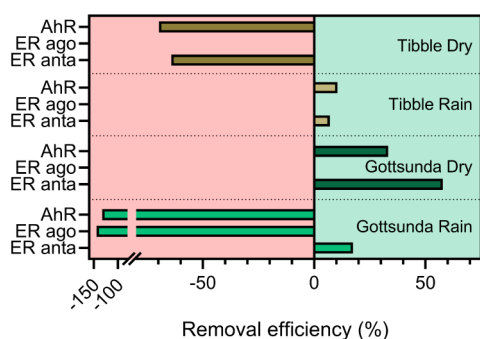 AhR
ER ago
ER anta
Tibble Dry
AhR
ER ago
ER anta
Tibble Rain
AhR
ER ago
ER anta
Gottsunda Dry
AhR
ER ago
ER anta
Gottsunda Rain
-150 -100 -50 0 50
Removal efficiency (%)